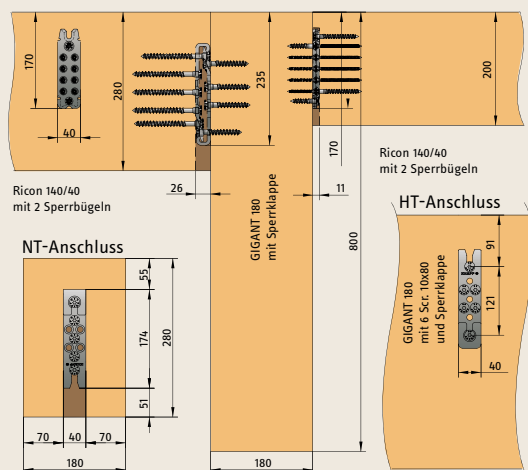 170
40
280
26
235
11
170
200
800
Ricon 140/40
mit 2 Sperrbügeln
GIGANT 180
mit Sperrklappe
Ricon 140/40
mit 2 Sperrbügeln
NT-Anschluss
55
174
51
280
70
40
70
180
180
HT-Anschluss
91
121
40
GIGANT 180
mit 6 Scr. 10x80
und Sperrklappe